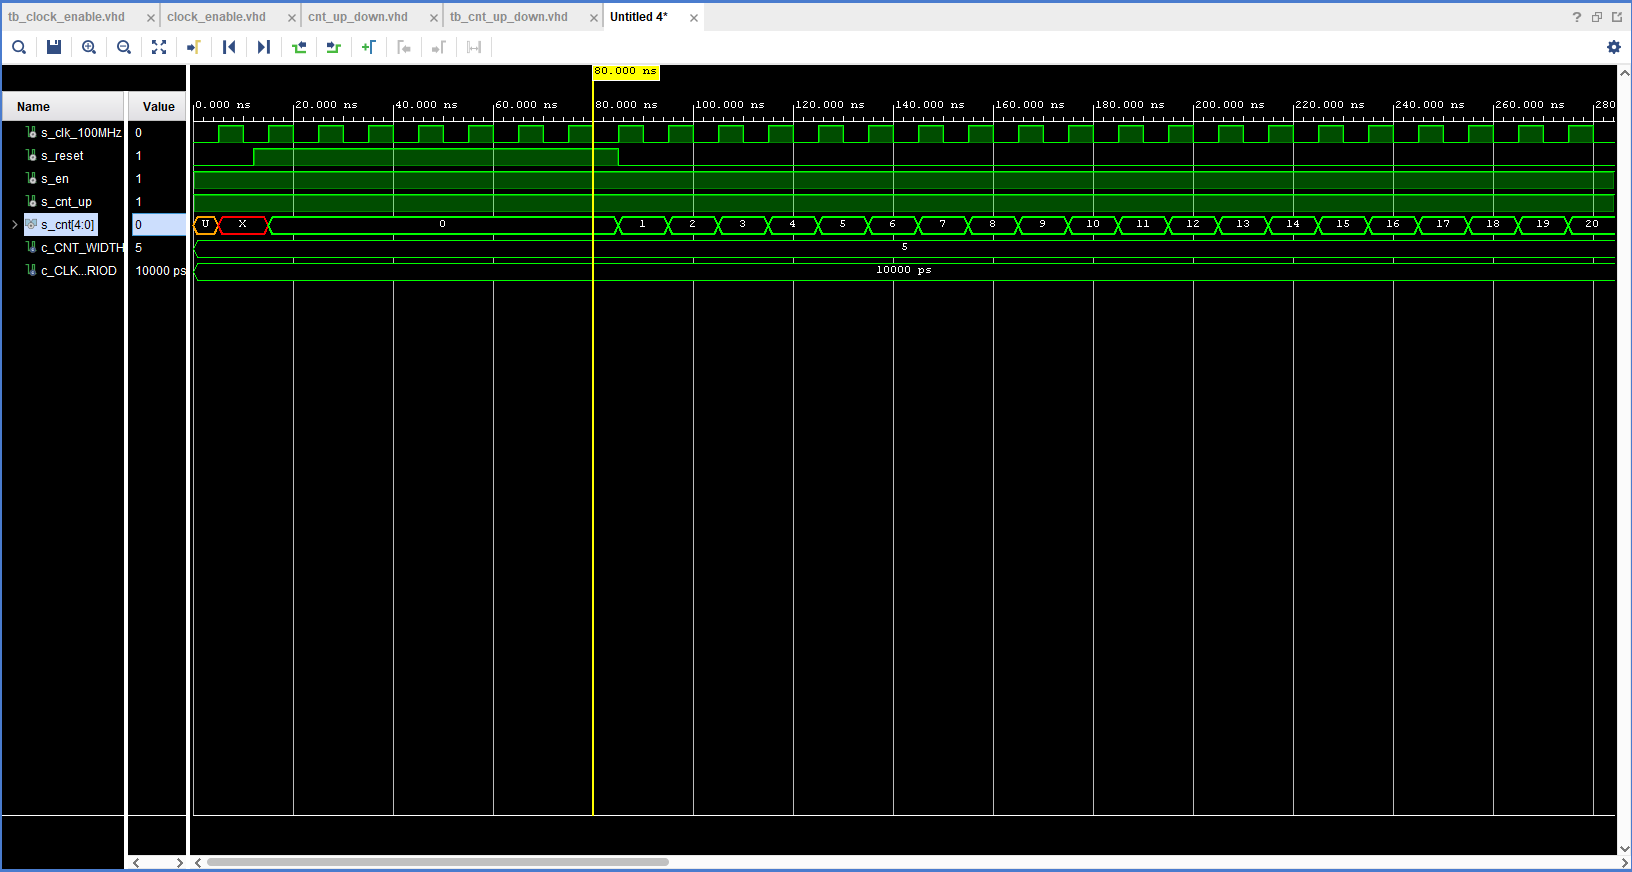 tb_clock_enable.vhd × clock_enable.vhd × cnt_up_down.vhd × tb_cnt_up_down.vhd × Untitled 4* ×
80.000 ns
Name Value
0.000 ns 20.000 ns 40.000 ns 60.000 ns 80.000 ns 100.000 ns 120.000 ns 140.000 ns 160.000 ns 180.000 ns 200.000 ns 220.000 ns 240.000 ns 260.000 ns 280
s_clk_100MHz 0
s_reset 1
s_en 1
s_cnt_up 1
s_cnt[4:0] 0 U X 0 1 2 3 4 5 6 7 8 9 10 11 12 13 14 15 16 17 18 19 20
c_CNT_WIDTH 5 5
c_CLK...RIOD 10000 ps 10000 ps